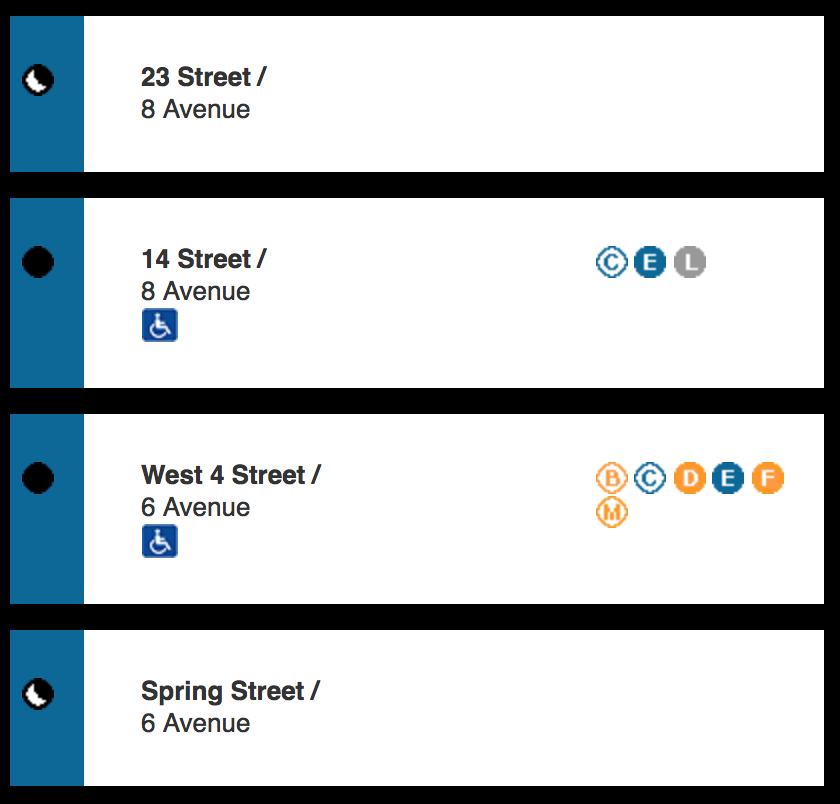 23 Street /
8 Avenue
14 Street /
C E L
8 Avenue
West 4 Street /
B C D E F
6 Avenue
M
Spring Street /
6 Avenue